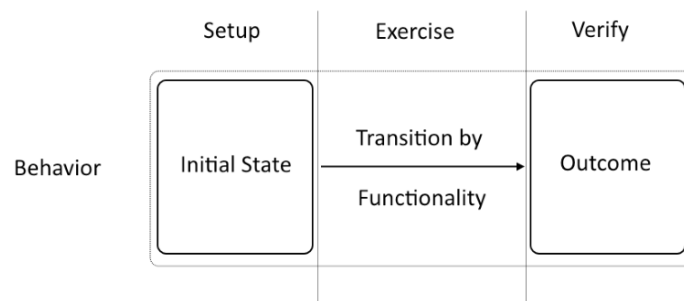 Setup Exercise Verify
Behavior
Initial State
Transition by
Functionality
Outcome